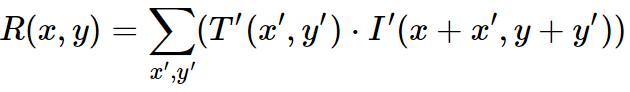 R(x, y) = ∑_{x′,y′} (T′(x′, y′) · I′(x + x′, y + y′))